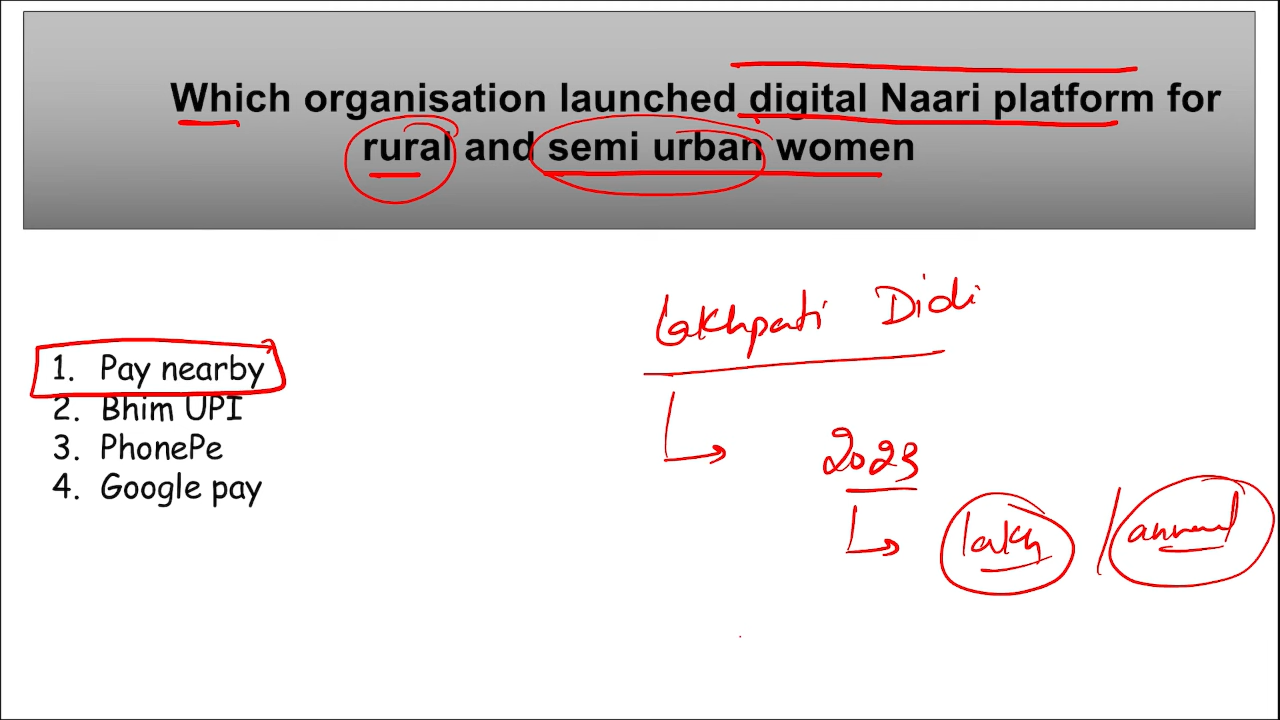 Which organisation launched digital Naari platform for
rural and semi urban women
1. Pay nearby
2. Bhim UPI
3. PhonePe
4. Google pay
Lakhpati Didi
2023
lakh / annual